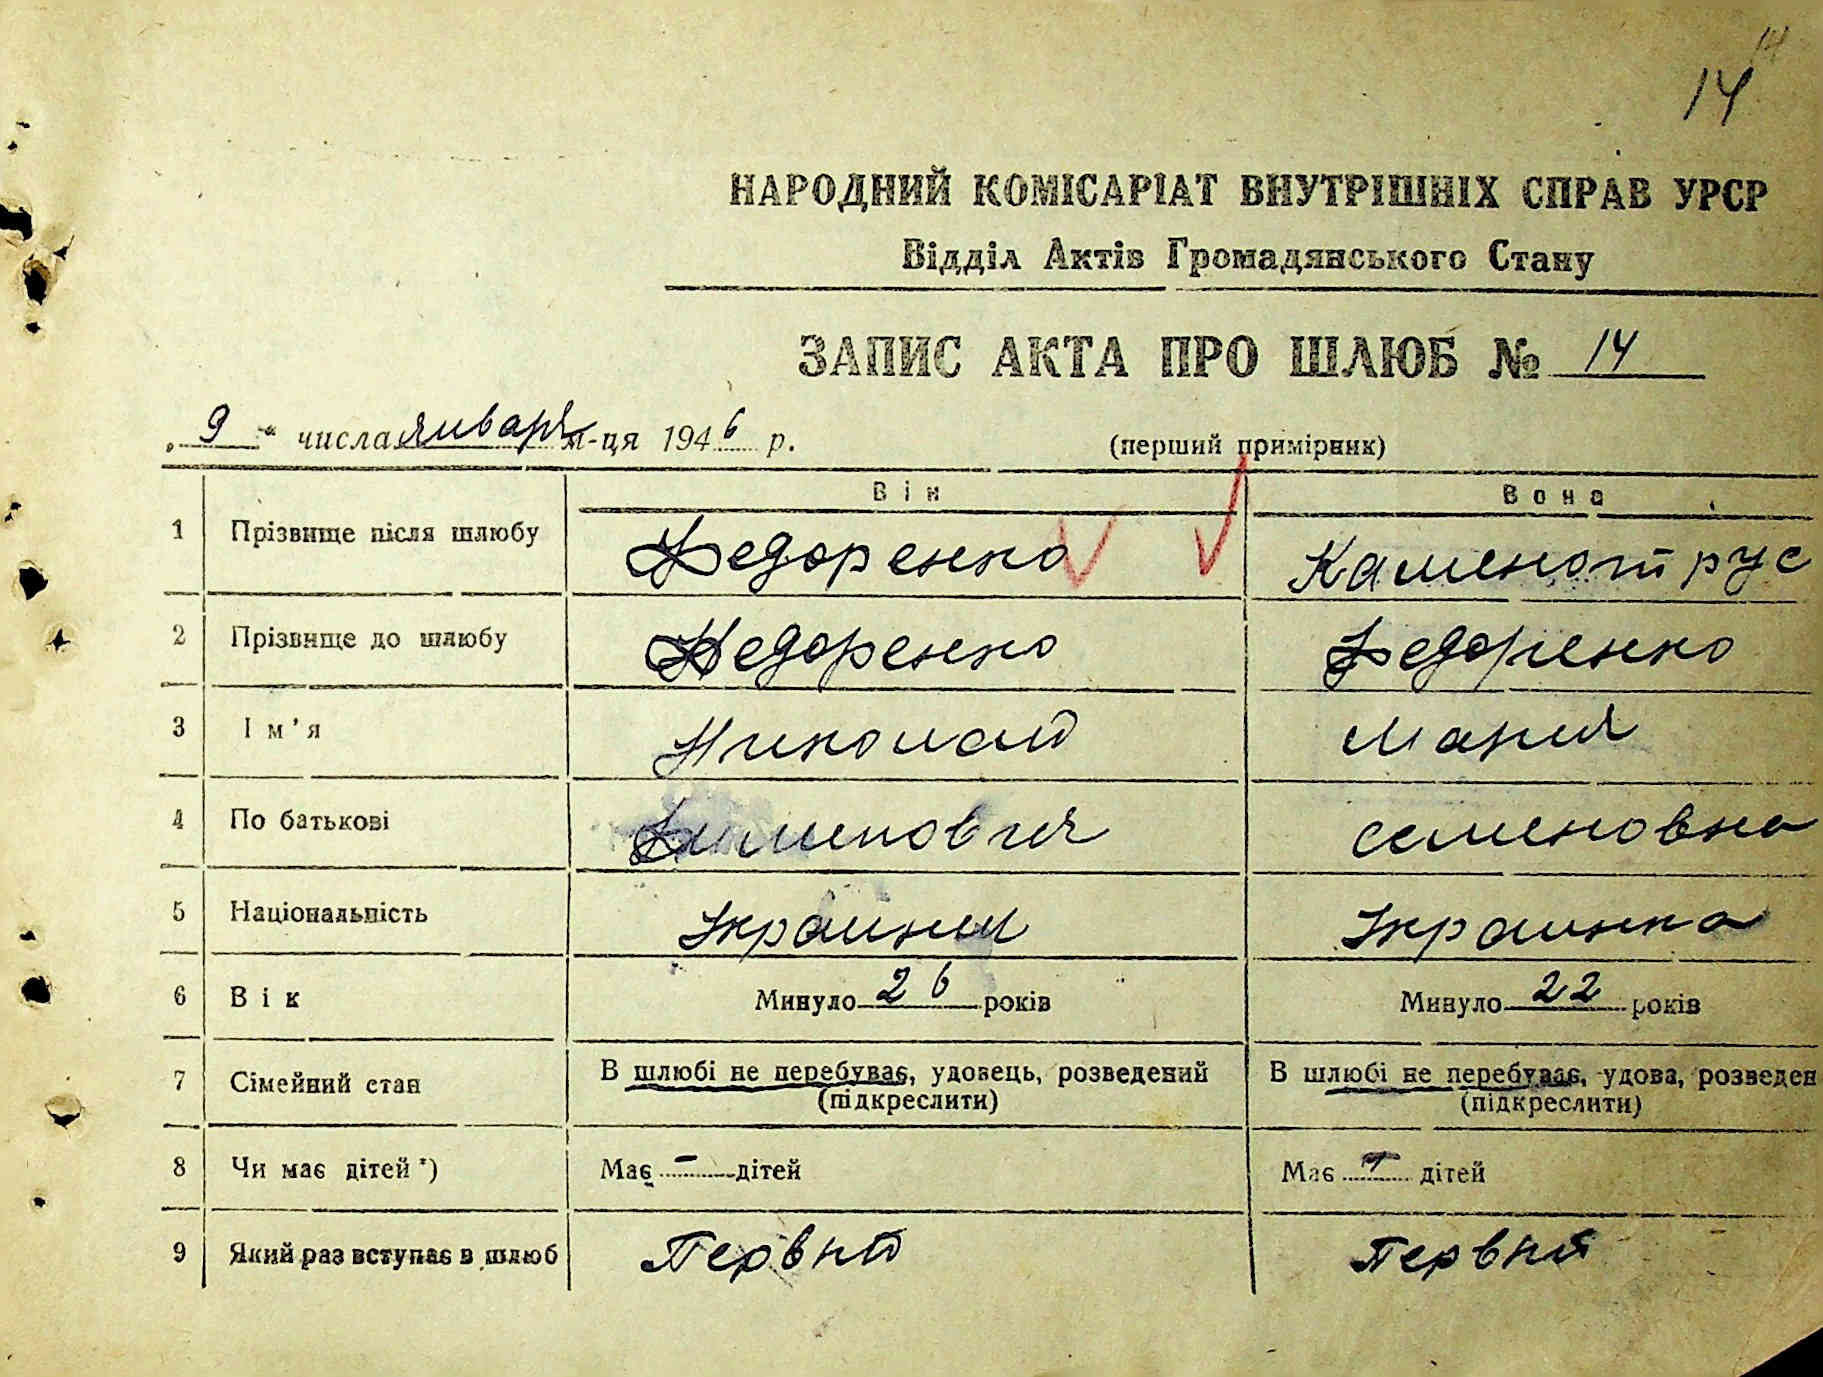 14
14
НАРОДНИЙ КОМІСАРІАТ ВНУТРІШНІХ СПРАВ УРСР
Відділ Актів Громадянського Стану
ЗАПИС АКТА ПРО ШЛЮБ № 14
„9“ числа января м-ця 1946 р. (перший примірник)
Він Вона
1 Прізвище після шлюбу Федоренко Каменотрус
2 Прізвище до шлюбу Федоренко Федоренко
3 Ім'я Николай Мария
4 По батькові семеновна
5 Національність Украинец Украинка
6 Вік Минуло 26 років Минуло 22 років
7 Сімейний стан В шлюбі не перебуває, удовець, розведений В шлюбі не перебуває, удова, розведен
(підкреслити) (підкреслити)
8 Чи має дітей *) Має - дітей Має дітей
9 Який раз вступає в шлюб Первый Первый